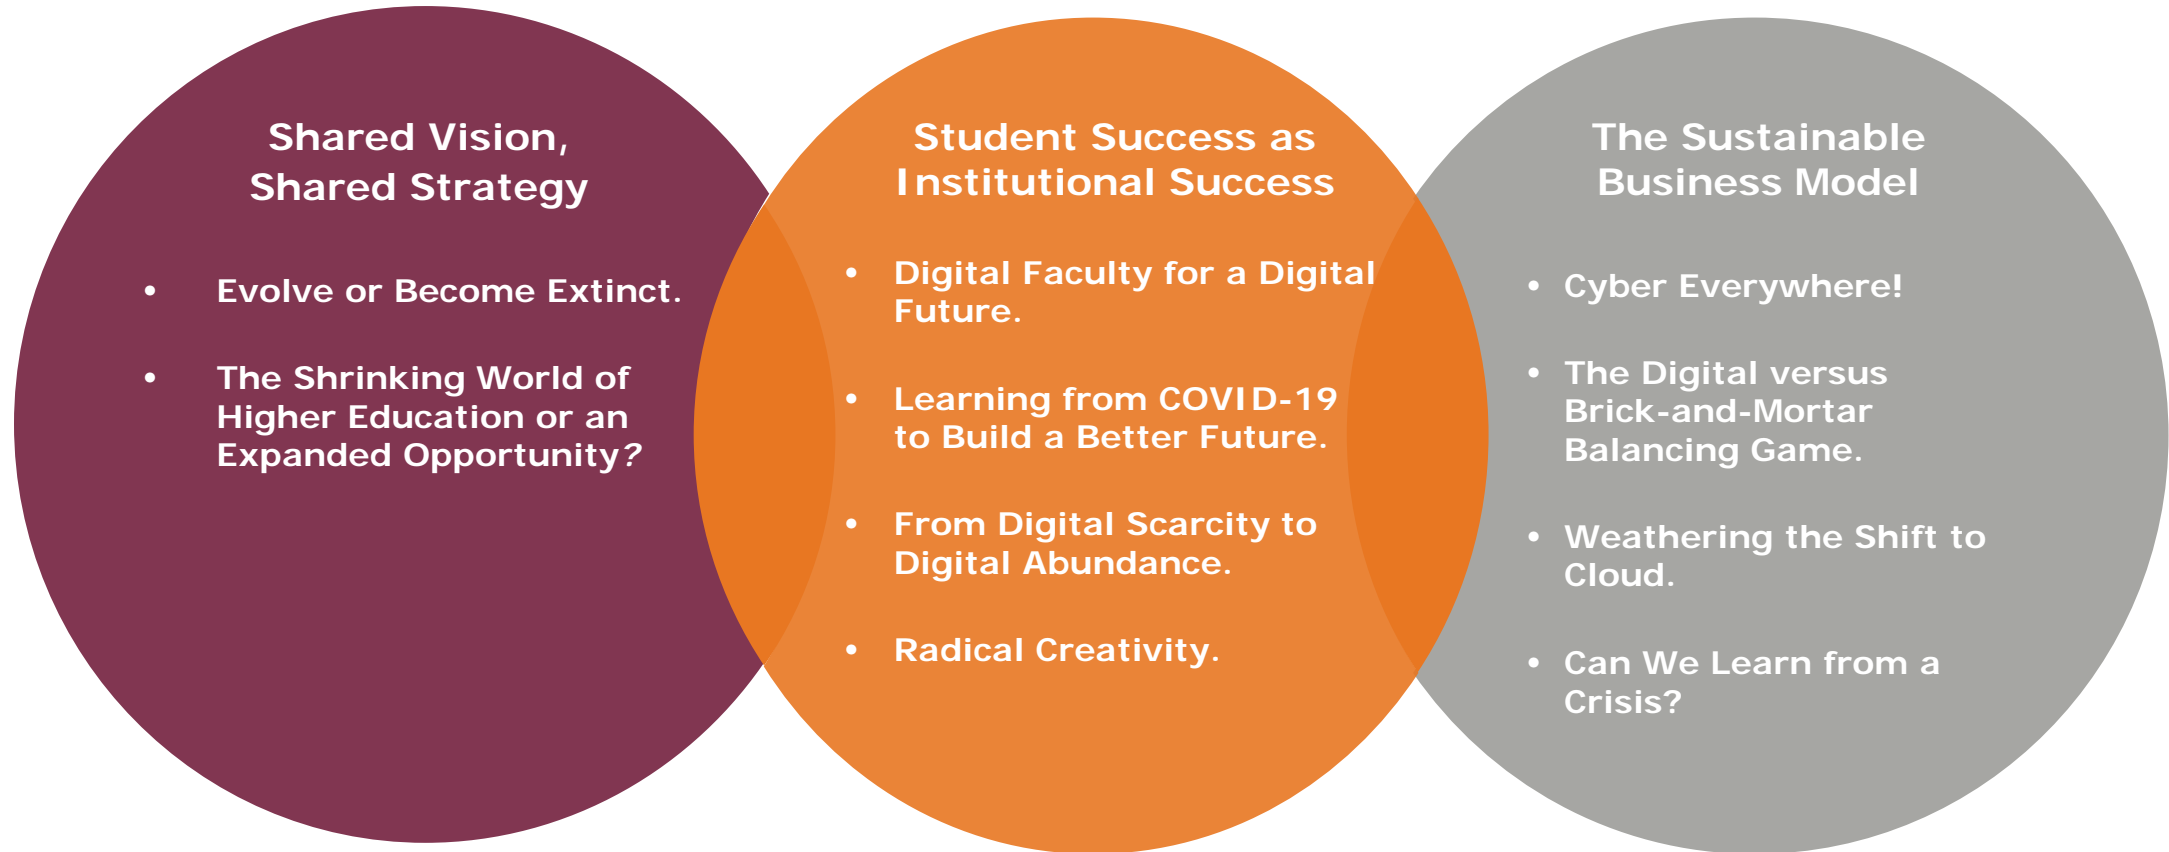 Shared Vision,
Shared Strategy
• Evolve or Become Extinct.
• The Shrinking World of
Higher Education or an
Expanded Opportunity?
Student Success as
Institutional Success
• Digital Faculty for a Digital
Future.
• Learning from COVID-19
to Build a Better Future.
• From Digital Scarcity to
Digital Abundance.
• Radical Creativity.
The Sustainable
Business Model
• Cyber Everywhere!
• The Digital versus
Brick-and-Mortar
Balancing Game.
• Weathering the Shift to
Cloud.
• Can We Learn from a
Crisis?